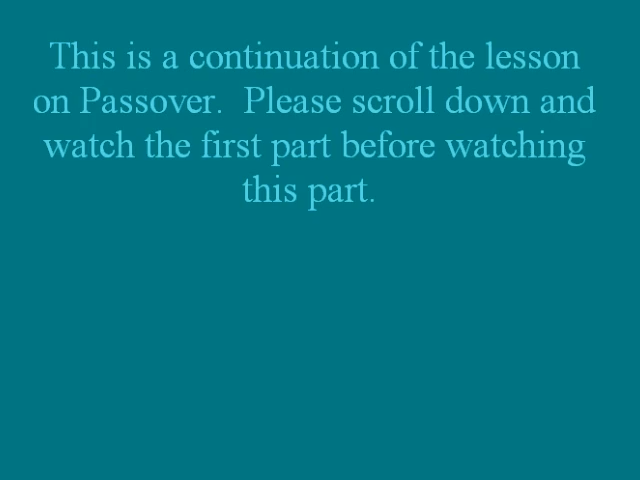 This is a continuation of the lesson
on Passover.  Please scroll down and
watch the first part before watching
this part.